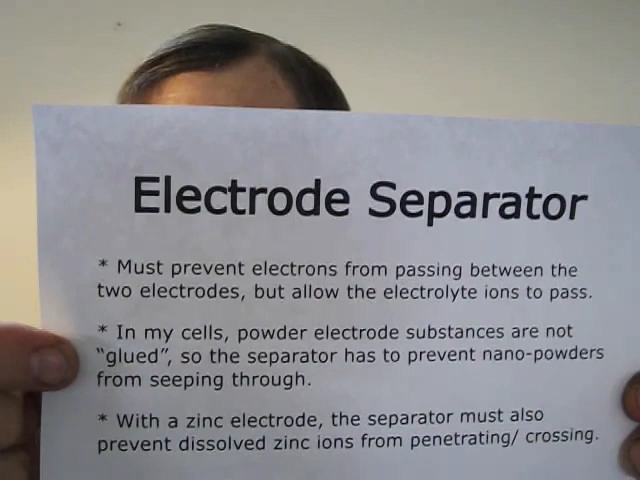 Electrode Separator
* Must prevent electrons from passing between the
two electrodes, but allow the electrolyte ions to pass.
* In my cells, powder electrode substances are not
“glued”, so the separator has to prevent nano-powders
from seeping through.
* With a zinc electrode, the separator must also
prevent dissolved zinc ions from penetrating/ crossing.